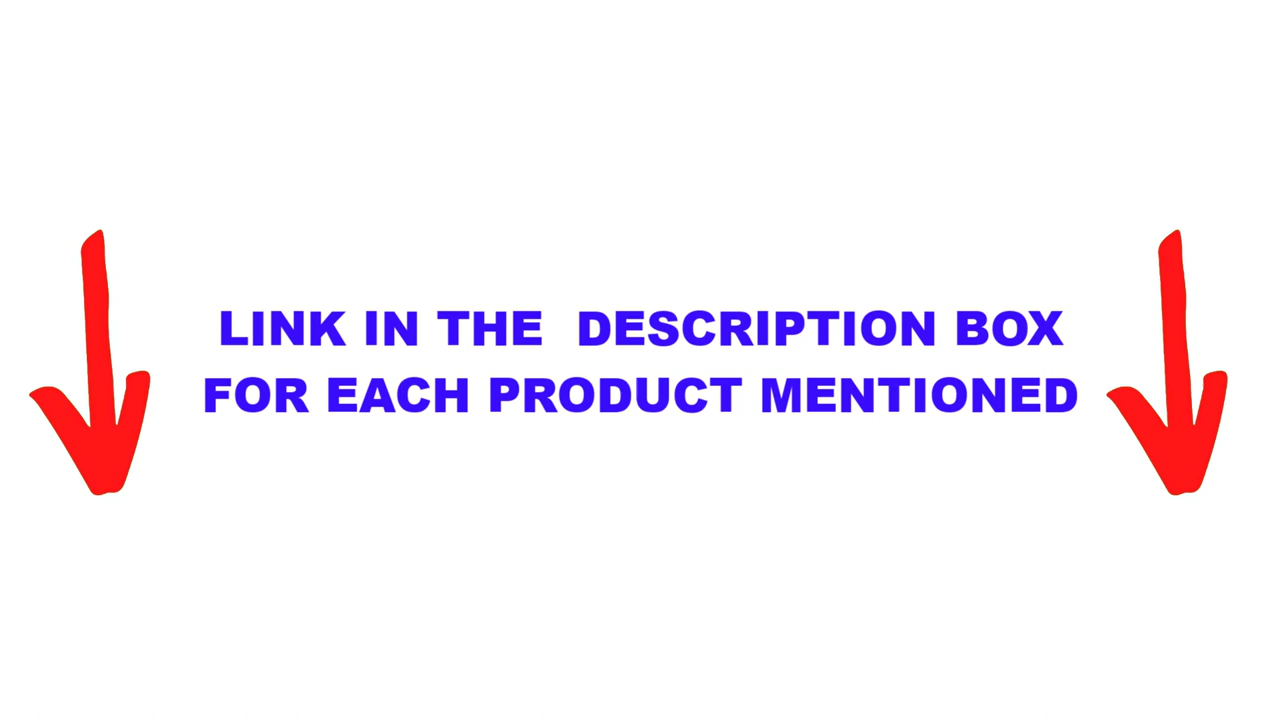 LINK IN THE  DESCRIPTION BOX
FOR EACH PRODUCT MENTIONED